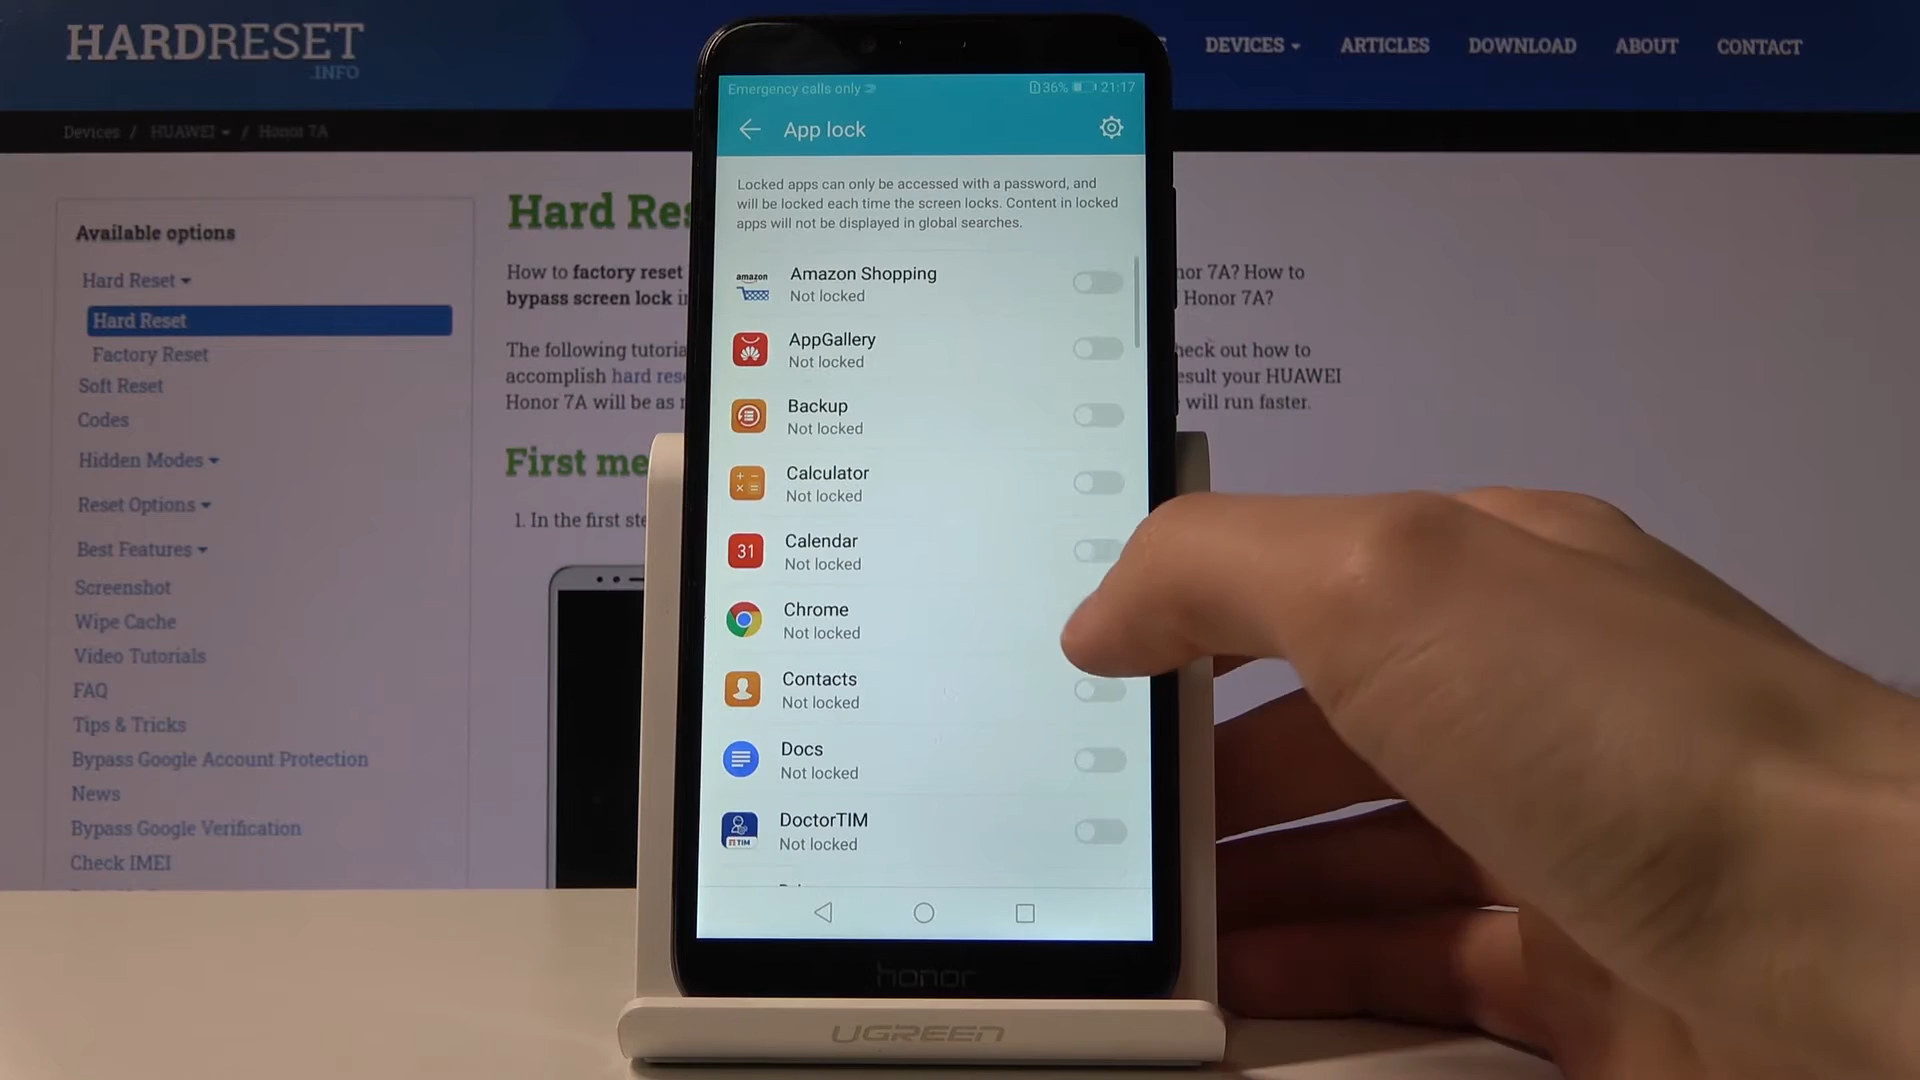 HARDRESET
.INFO
DEVICES
ARTICLES
DOWNLOAD
ABOUT
CONTACT
Devices / HUAWEI / Honor 7A
Available options
Hard Reset
Hard Reset
Factory Reset
Soft Reset
Codes
Hidden Modes
Reset Options
Best Features
Screenshot
Wipe Cache
Video Tutorials
FAQ
Tips & Tricks
Bypass Google Account Protection
News
Bypass Google Verification
Check IMEI
Hard Res
How to factory reset
nor 7A? How to
bypass screen lock
Honor 7A?
The following tutoria
heck out how to
accomplish hard res
esult your HUAWEI
Honor 7A will be as
will run faster.
First me
1. In the first ste
Emergency calls only
36%
21:17
App lock
Locked apps can only be accessed with a password, and
will be locked each time the screen locks. Content in locked
apps will not be displayed in global searches.
amazon
Amazon Shopping
Not locked
AppGallery
Not locked
Backup
Not locked
Calculator
Not locked
31
Calendar
Not locked
Chrome
Not locked
Contacts
Not locked
Docs
Not locked
TIM
DoctorTIM
Not locked
honor
UGREEN